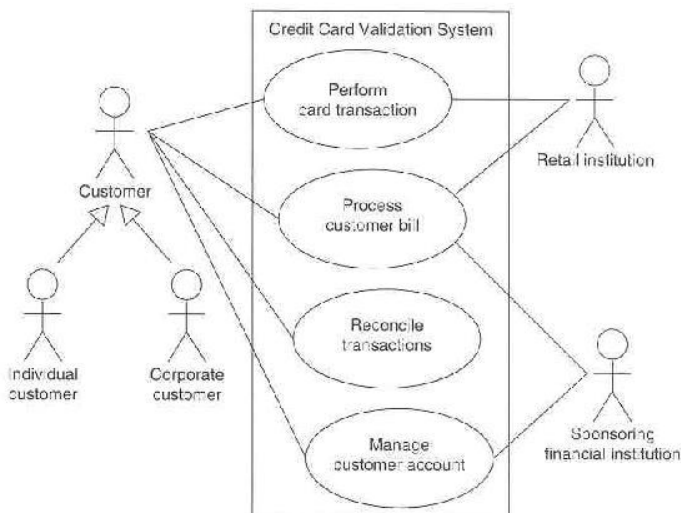 Credit Card Validation System
Perform
card transaction
Retail institution
Customer
Process
customer bill
Individual
customer
Corporate
customer
Reconcile
transactions
Sponsoring
financial institution
Manage
customer account